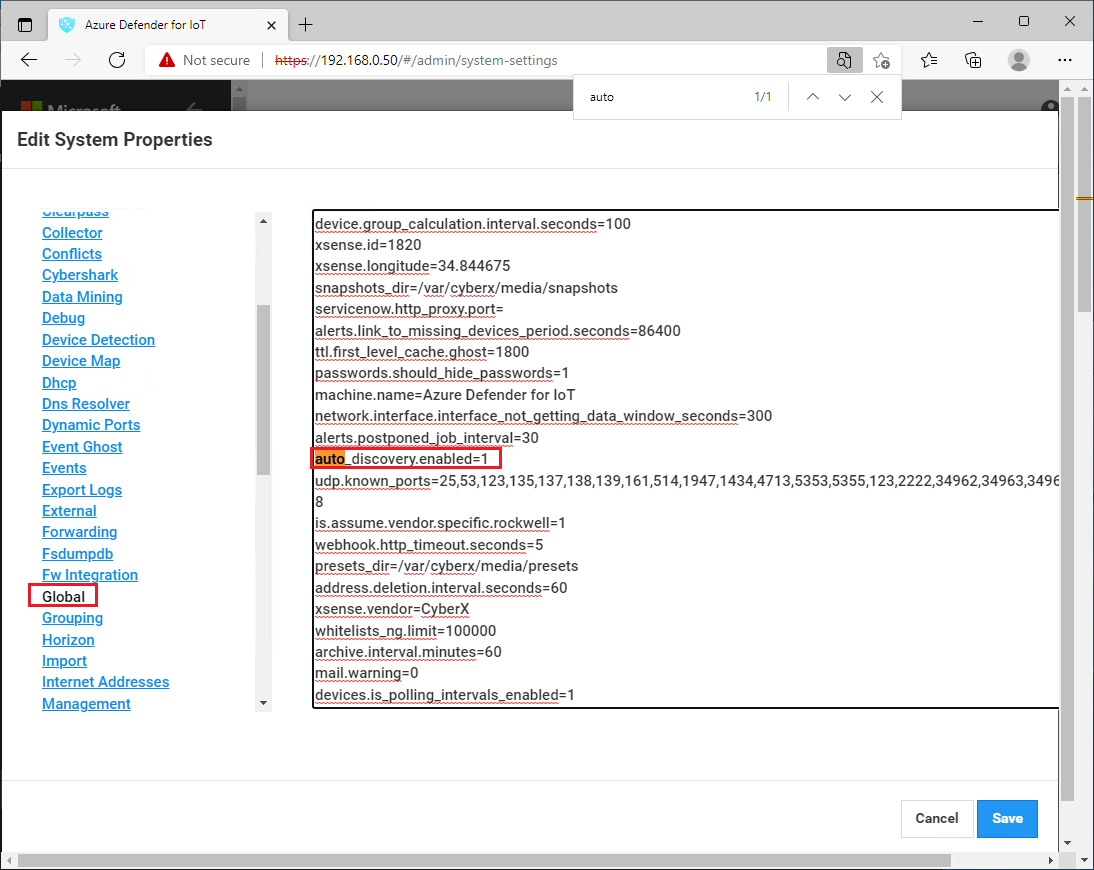 Azure Defender for IoT
Not secure
https://192.168.0.50/#/admin/system-settings
auto
1/1
Microsoft
Edit System Properties
Clearpass
Collector
Conflicts
Cybershark
Data Mining
Debug
Device Detection
Device Map
Dhcp
Dns Resolver
Dynamic Ports
Event Ghost
Events
Export Logs
External
Forwarding
Fsdumpdb
Fw Integration
Global
Grouping
Horizon
Import
Internet Addresses
Management
device.group_calculation.interval.seconds=100
xsense.id=1820
xsense.longitude=34.844675
snapshots_dir=/var/cyberx/media/snapshots
servicenow.http_proxy.port=
alerts.link_to_missing_devices_period.seconds=86400
ttl.first_level_cache.ghost=1800
passwords.should_hide_passwords=1
machine.name=Azure Defender for IoT
network.interface.interface_not_getting_data_window_seconds=300
alerts.postponed_job_interval=30
auto_discovery.enabled=1
udp.known_ports=25,53,123,135,137,138,139,161,514,1947,1434,4713,5353,5355,123,2222,34962,34963,3496
8
is.assume.vendor.specific.rockwell=1
webhook.http_timeout.seconds=5
presets_dir=/var/cyberx/media/presets
address.deletion.interval.seconds=60
xsense.vendor=CyberX
whitelists_ng.limit=100000
archive.interval.minutes=60
mail.warning=0
devices.is_polling_intervals_enabled=1
Cancel
Save